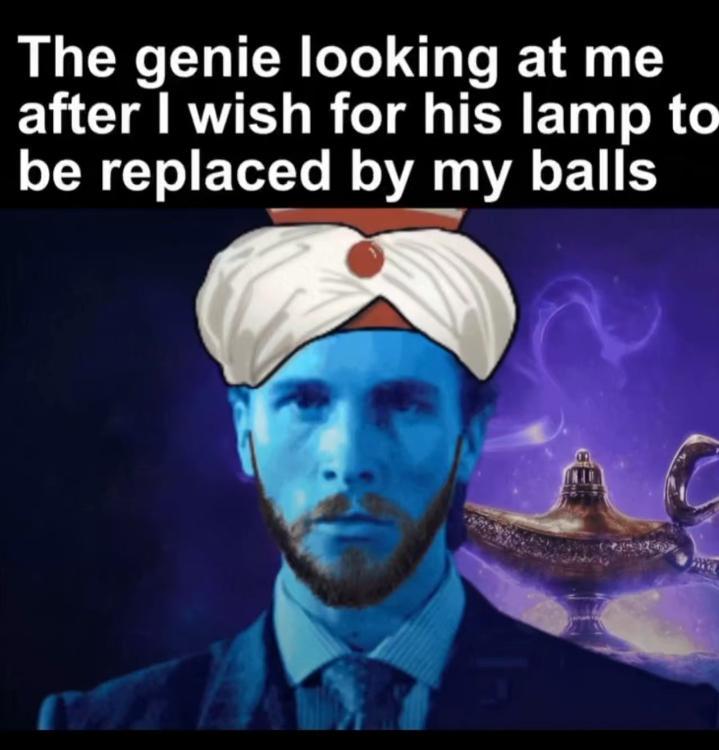 The genie looking at me
after I wish for his lamp to
be replaced by my balls